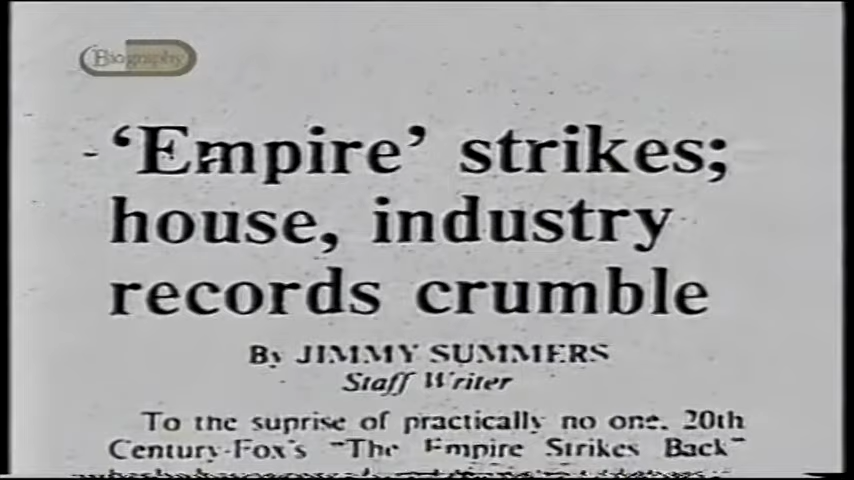 Biography
- 'Empire' strikes;
house, industry
records crumble
By JIMMY SUMMERS
Staff Writer
To the suprise of practically no one, 20th
Century-Fox's "The Empire Strikes Back"